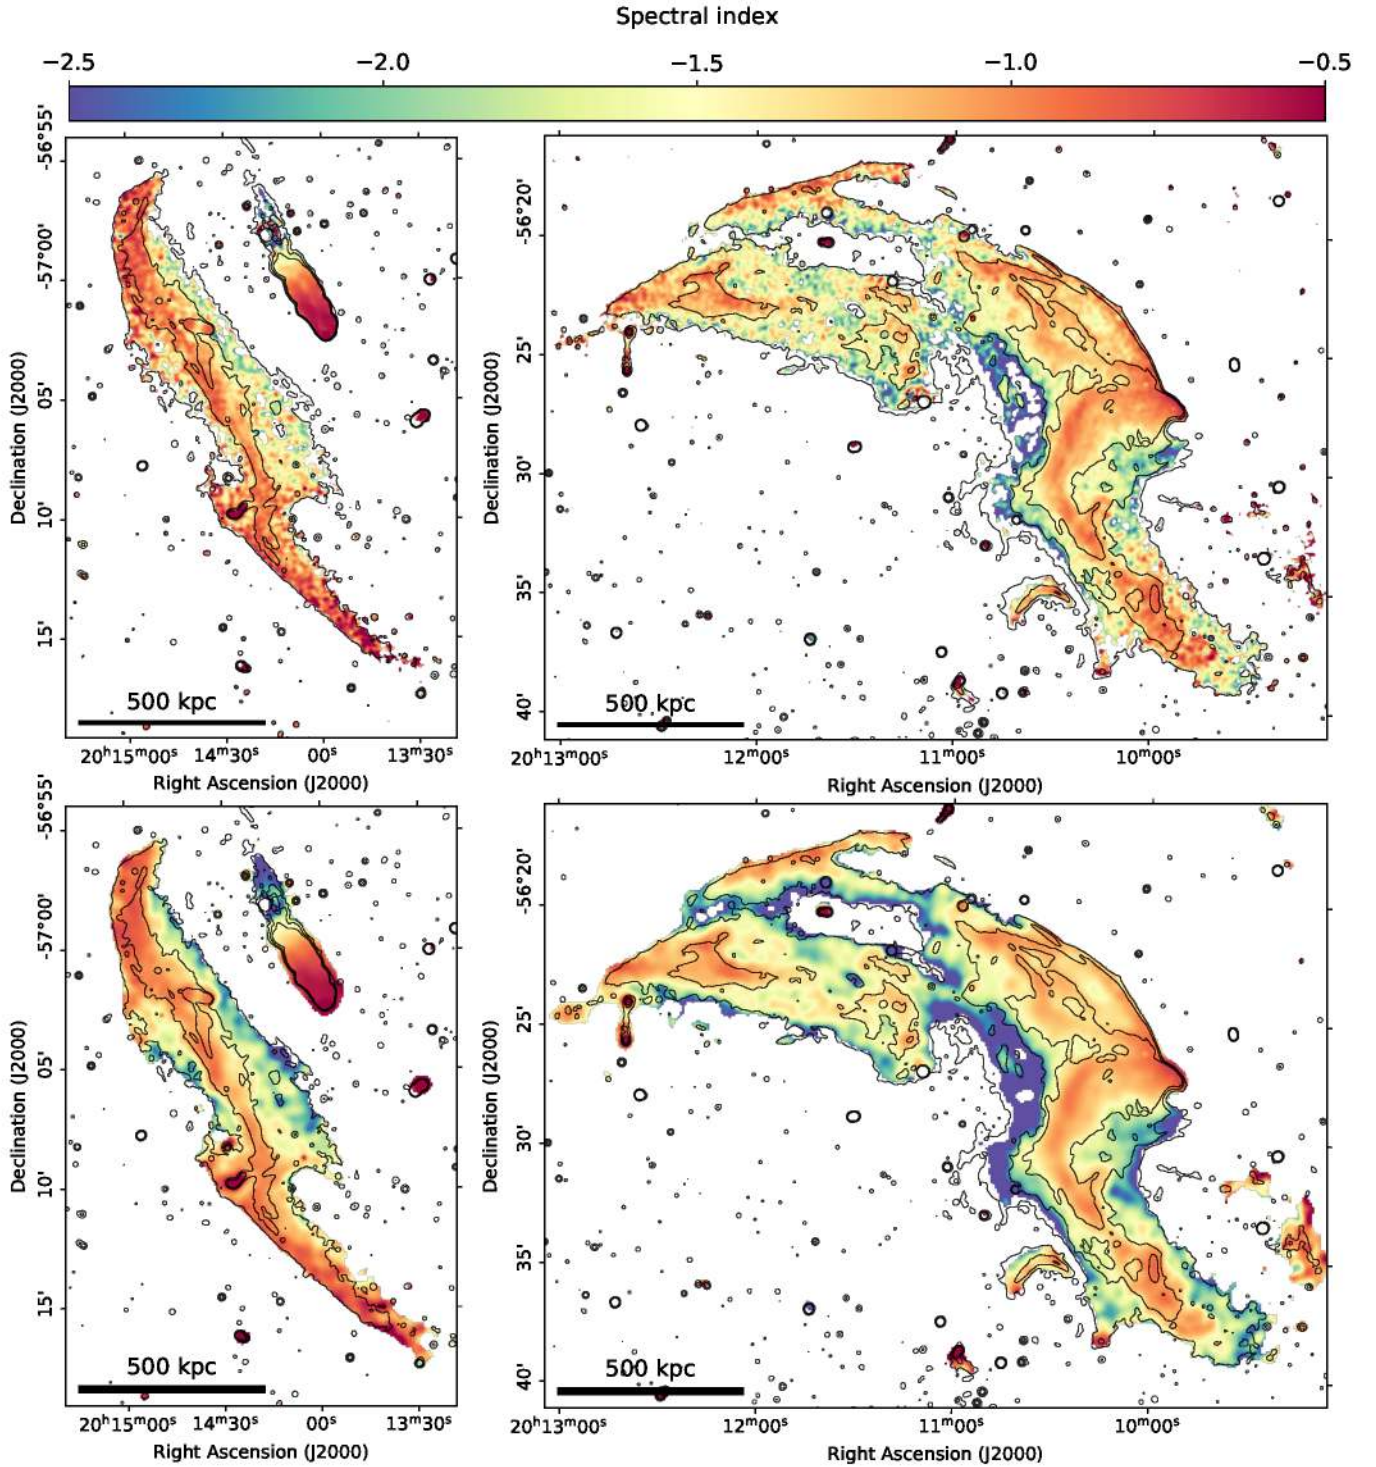 Spectral index
−2.5 −2.0 −1.5 −1.0 −0.5
-56°55'
-57°00'
05'
10'
15'
Declination (J2000)
500 kpc
20ʰ15ᵐ00ˢ 14ᵐ30ˢ 00ˢ 13ᵐ30ˢ
Right Ascension (J2000)
-56°20'
25'
30'
35'
40'
Declination (J2000)
500 kpc
20ʰ13ᵐ00ˢ 12ᵐ00ˢ 11ᵐ00ˢ 10ᵐ00ˢ
Right Ascension (J2000)
-56°55'
-57°00'
05'
10'
15'
Declination (J2000)
500 kpc
20ʰ15ᵐ00ˢ 14ᵐ30ˢ 00ˢ 13ᵐ30ˢ
Right Ascension (J2000)
-56°20'
25'
30'
35'
40'
Declination (J2000)
500 kpc
20ʰ13ᵐ00ˢ 12ᵐ00ˢ 11ᵐ00ˢ 10ᵐ00ˢ
Right Ascension (J2000)